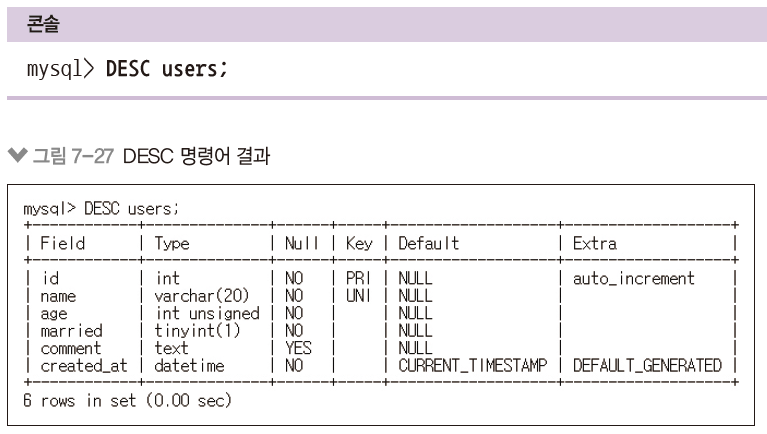 콘솔
mysql> DESC users;
그림 7-27 DESC 명령어 결과
mysql> DESC users;
+------------+--------------+------+-----+-------------------+-------------------+
| Field | Type | Null | Key | Default | Extra |
+------------+--------------+------+-----+-------------------+-------------------+
| id | int | NO | PRI | NULL | auto_increment |
| name | varchar(20) | NO | UNI | NULL | |
| age | int unsigned | NO | | NULL | |
| married | tinyint(1) | NO | | NULL | |
| comment | text | YES | | NULL | |
| created_at | datetime | NO | | CURRENT_TIMESTAMP | DEFAULT_GENERATED |
+------------+--------------+------+-----+-------------------+-------------------+
6 rows in set (0.00 sec)